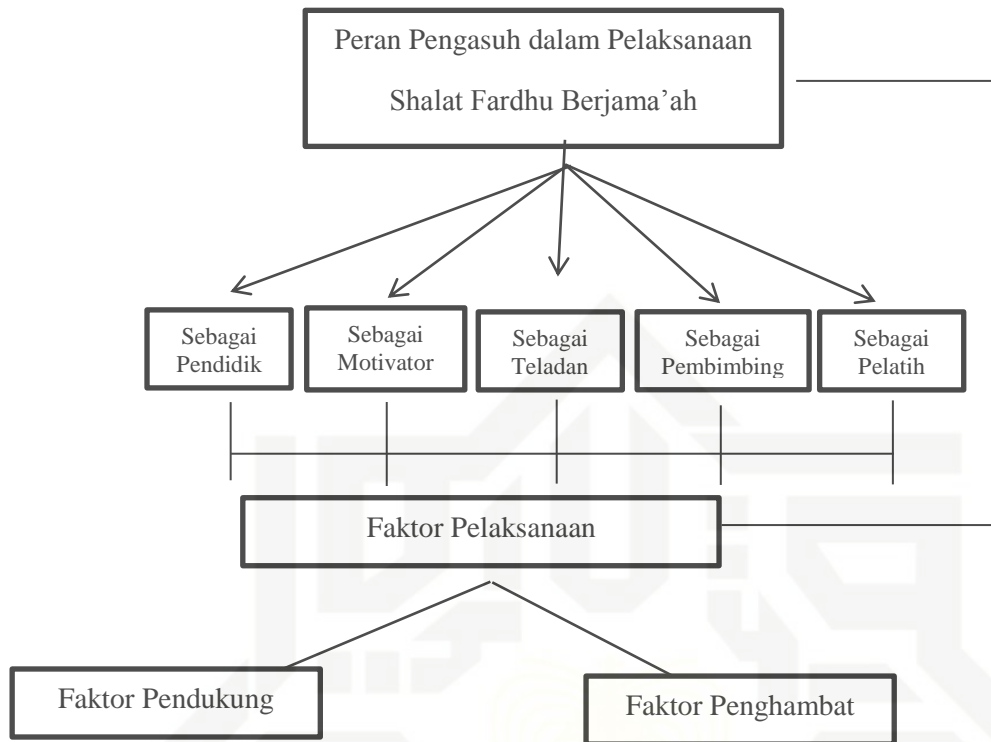 Peran Pengasuh dalam Pelaksanaan
Shalat Fardhu Berjama’ah
Sebagai
Pendidik
Sebagai
Motivator
Sebagai
Teladan
Sebagai
Pembimbing
Sebagai
Pelatih
Faktor Pelaksanaan
Faktor Pendukung
Faktor Penghambat